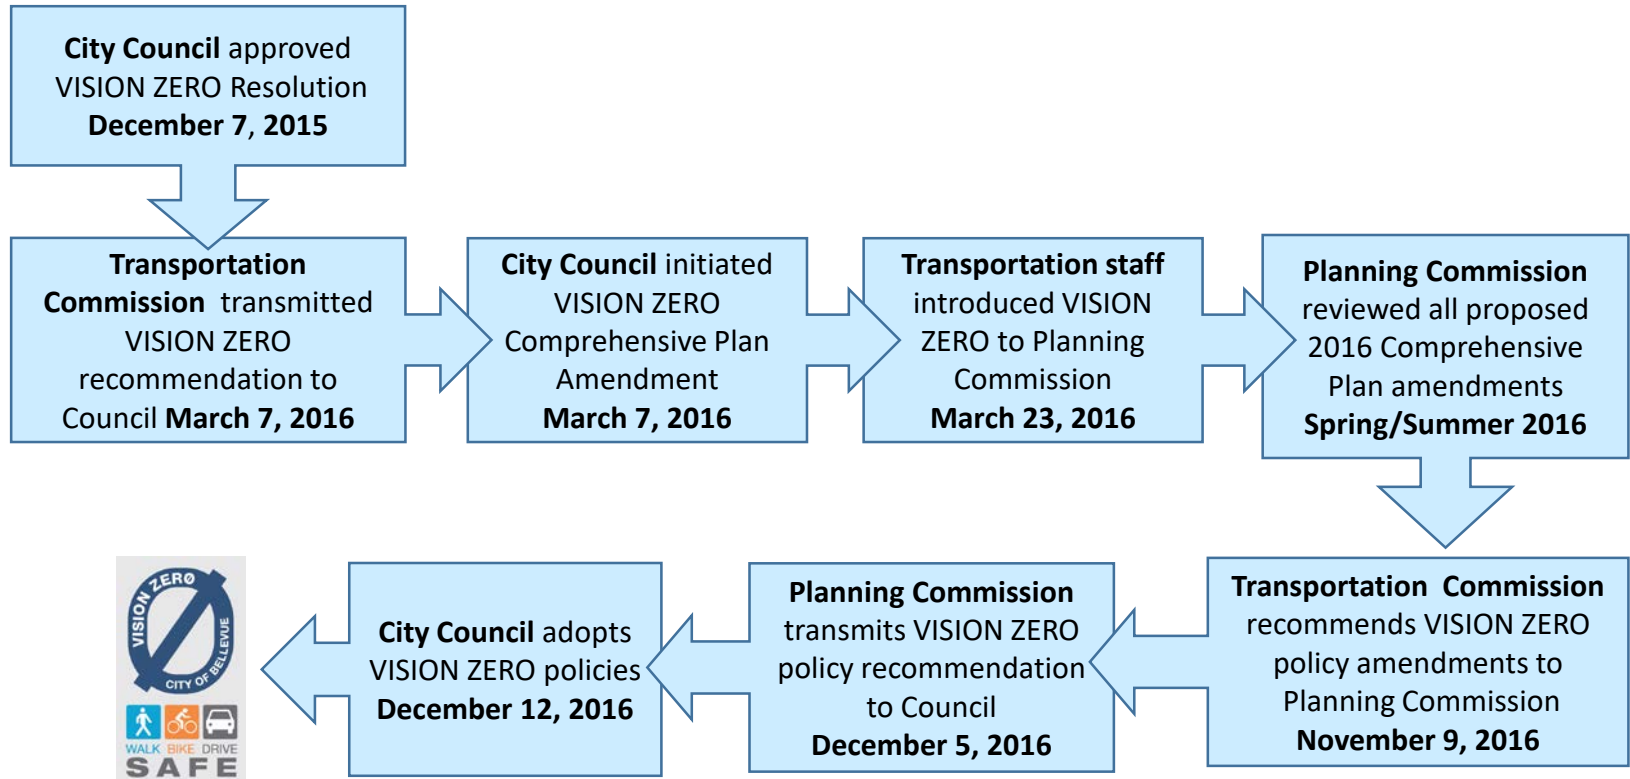 City Council approved
VISION ZERO Resolution
December 7, 2015
Transportation
Commission transmitted
VISION ZERO
recommendation to
Council March 7, 2016
City Council initiated
VISION ZERO
Comprehensive Plan
Amendment
March 7, 2016
Transportation staff
introduced VISION
ZERO to Planning
Commission
March 23, 2016
Planning Commission
reviewed all proposed
2016 Comprehensive
Plan amendments
Spring/Summer 2016
Transportation Commission
recommends VISION ZERO
policy amendments to
Planning Commission
November 9, 2016
Planning Commission
transmits VISION ZERO
policy recommendation
to Council
December 5, 2016
City Council adopts
VISION ZERO policies
December 12, 2016
VISION ZERO
CITY OF BELLEVUE
WALK BIKE DRIVE
SAFE